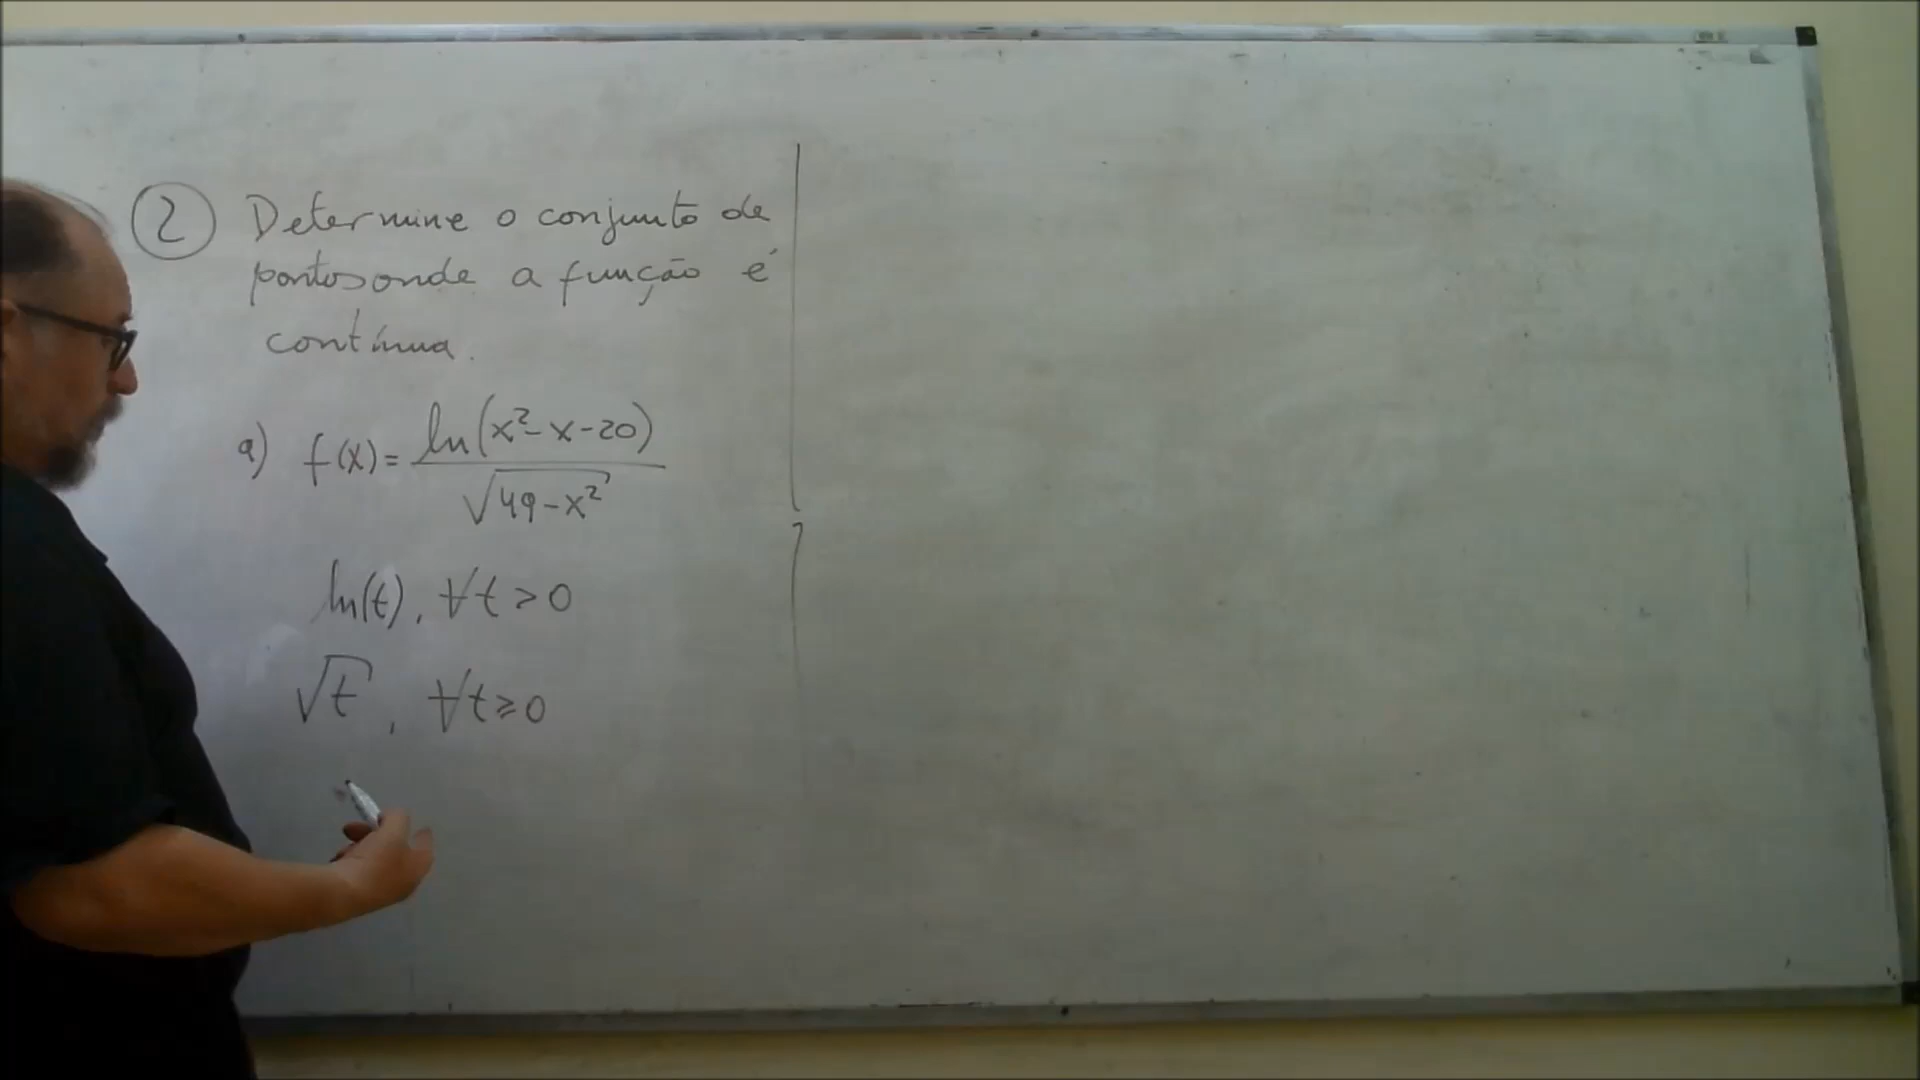 2 Determine o conjunto de
pontos onde a função é
contínua.
a) f(x) = ln(x²-x-20) / √(49-x²)
ln(t), ∀t > 0
√t, ∀t ≥ 0